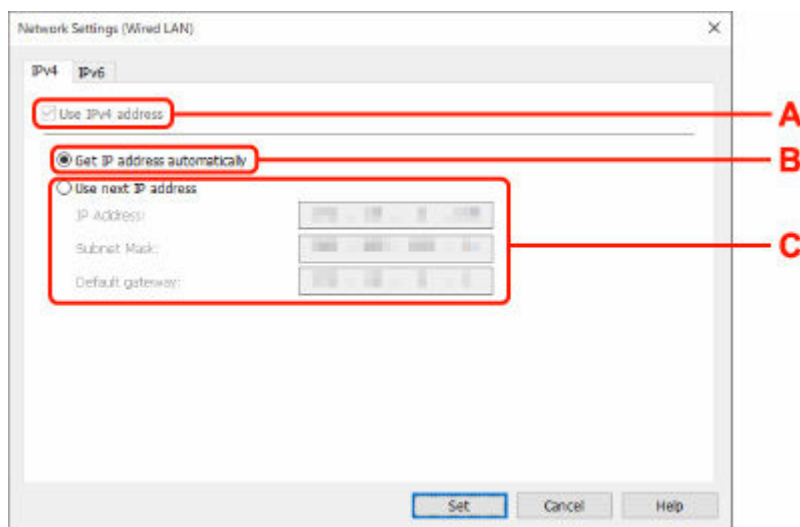 Network Settings (Wired LAN)
IPv4 IPv6
Use IPv4 address
A
Get IP address automatically
B
Use next IP address
IP Address:
Subnet Mask:
C
Default gateway:
Set Cancel Help